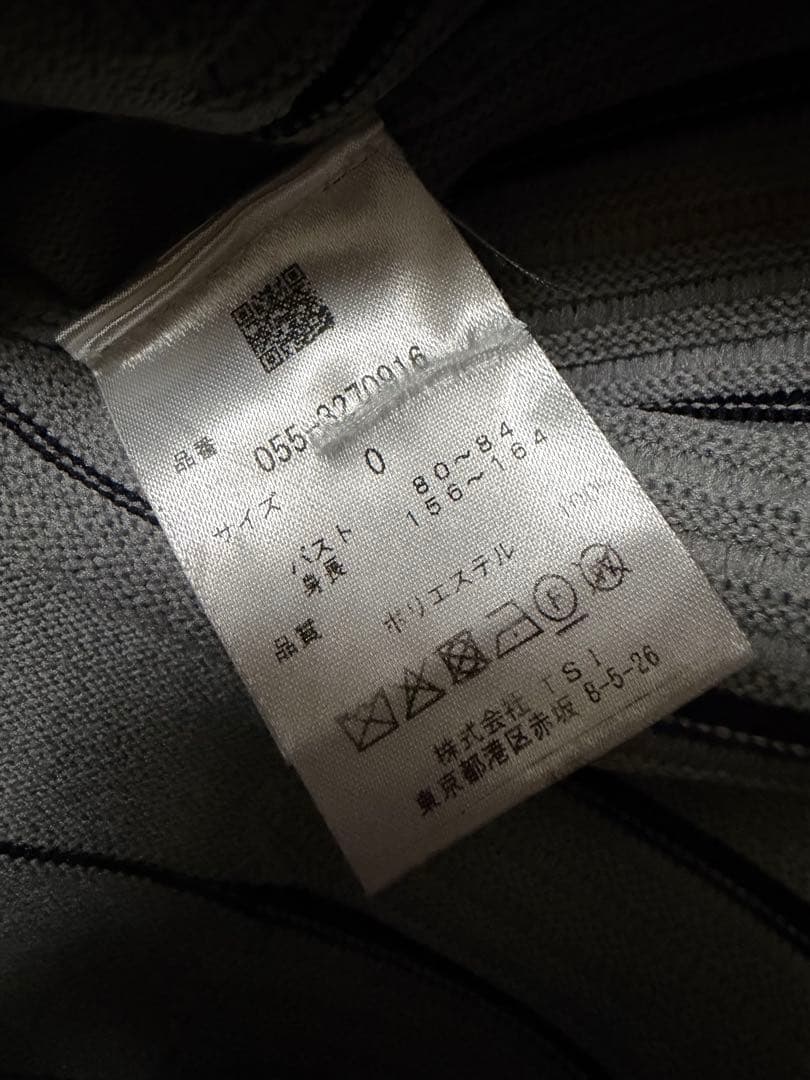 品番 055-3270916
サイズ 0
バスト 80~84
身長 156~164
品質 ポリエステル 100%
株式会社 TSI
東京都港区赤坂 8-5-26